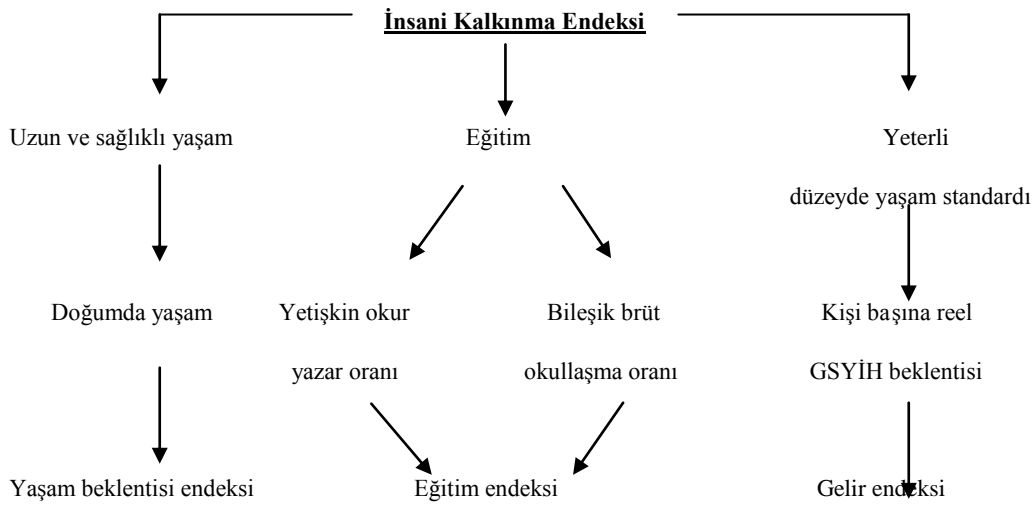 İnsani Kalkınma Endeksi
Uzun ve sağlıklı yaşam Eğitim Yeterli
düzeyde yaşam standardı
Doğumda yaşam Yetişkin okur Bileşik brüt Kişi başına reel
yazar oranı okullaşma oranı GSYİH beklentisi
Yaşam beklentisi endeksi Eğitim endeksi Gelir endeksi